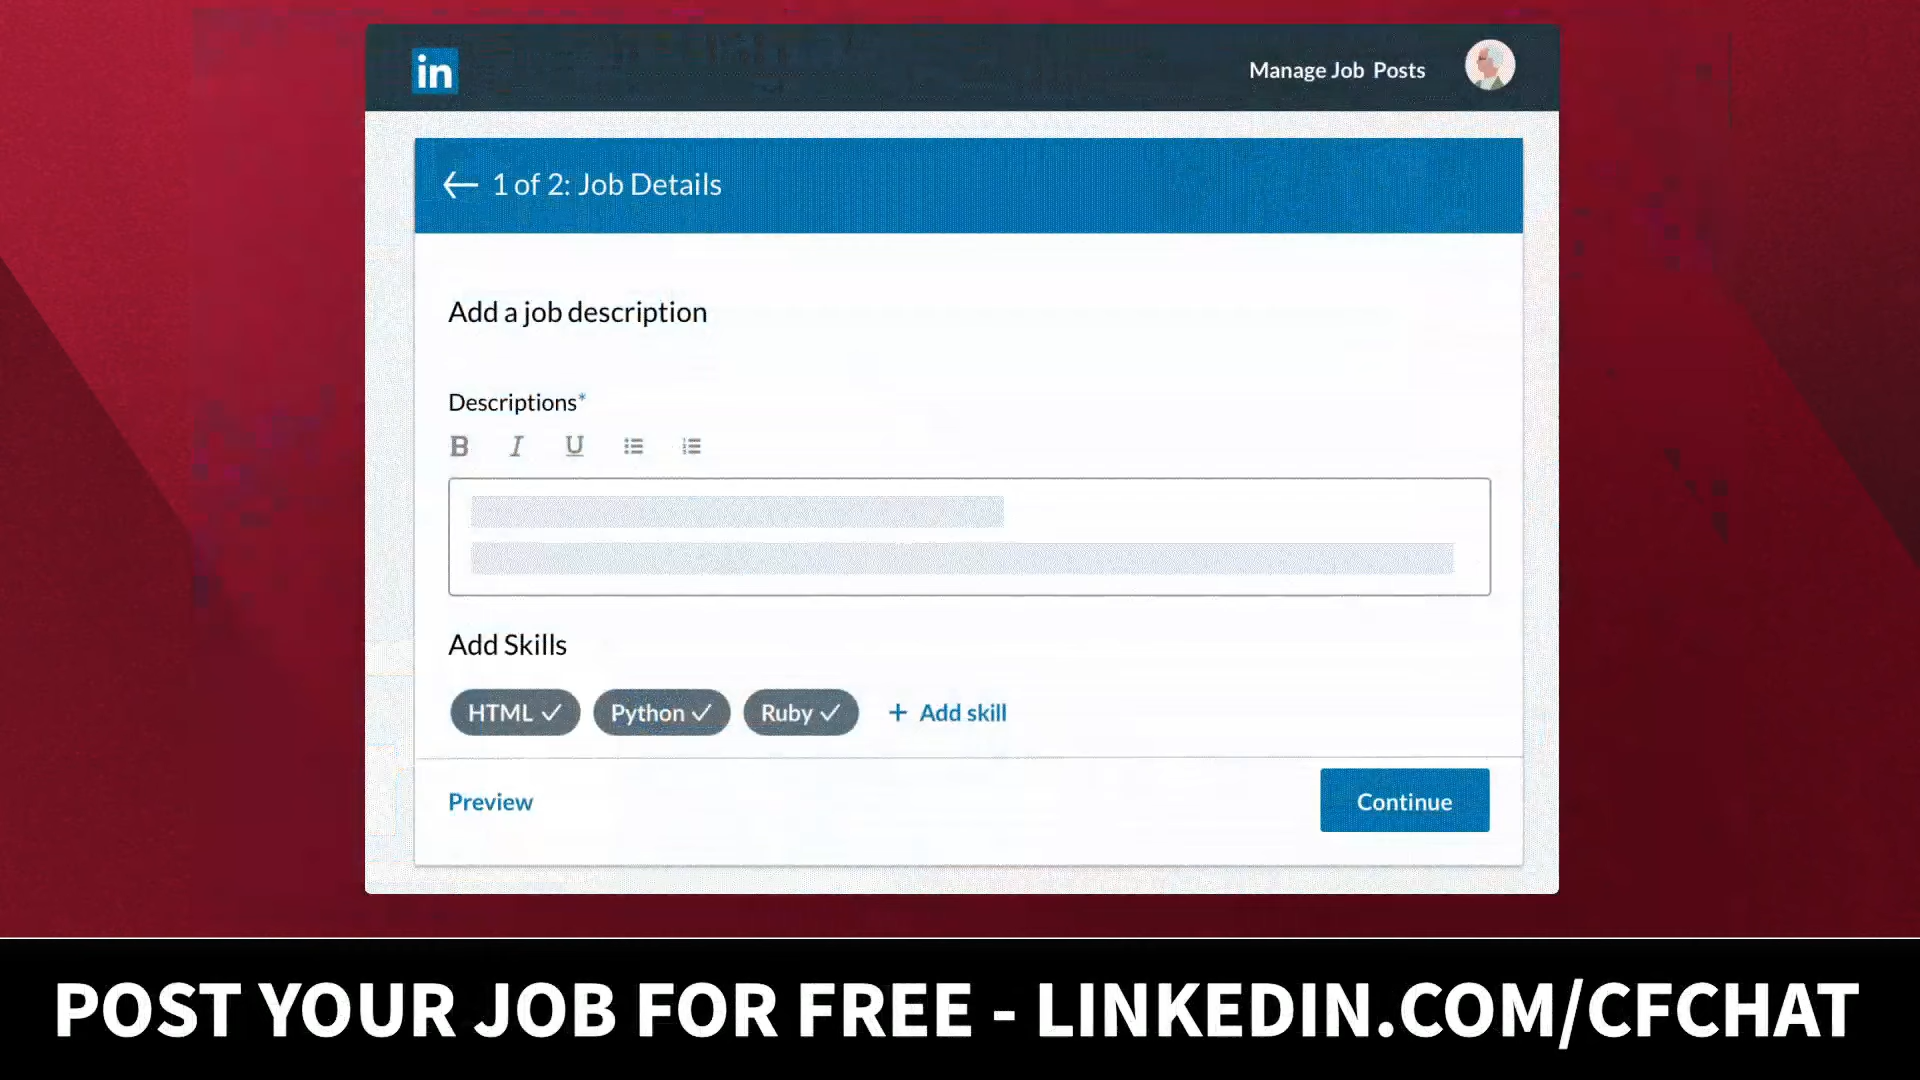 in
Manage Job Posts
1 of 2: Job Details
Add a job description
Descriptions*
B I U
Add Skills
HTML Python Ruby + Add skill
Preview
Continue
POST YOUR JOB FOR FREE - LINKEDIN.COM/CFCHAT